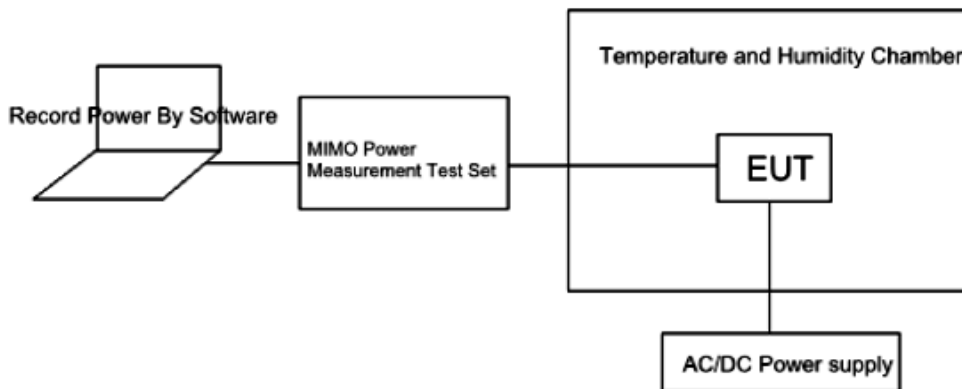 Temperature and Humidity Chamber
Record Power By Software
MIMO Power
Measurement Test Set
EUT
AC/DC Power supply